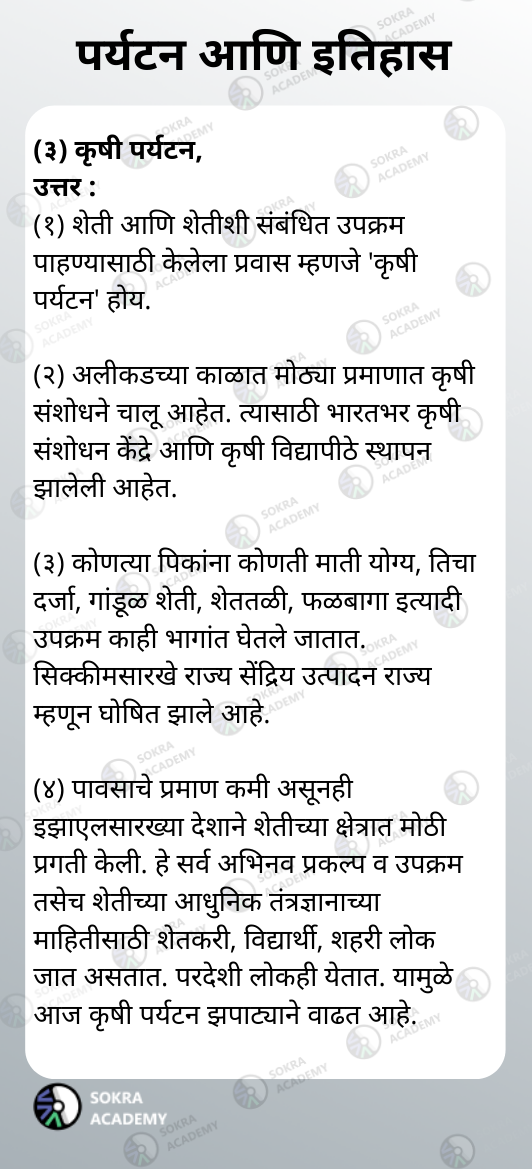 पर्यटन आणि इतिहास
(३) कृषी पर्यटन,
उत्तर :
(१) शेती आणि शेतीशी संबंधित उपक्रम
पाहण्यासाठी केलेला प्रवास म्हणजे 'कृषी
पर्यटन' होय.
(२) अलीकडच्या काळात मोठ्या प्रमाणात कृषी
संशोधने चालू आहेत. त्यासाठी भारतभर कृषी
संशोधन केंद्रे आणि कृषी विद्यापीठे स्थापन
झालेली आहेत.
(३) कोणत्या पिकांना कोणती माती योग्य, तिचा
दर्जा, गांडूळ शेती, शेततळी, फळबागा इत्यादी
उपक्रम काही भागांत घेतले जातात.
सिक्कीमसारखे राज्य सेंद्रिय उत्पादन राज्य
म्हणून घोषित झाले आहे.
(४) पावसाचे प्रमाण कमी असूनही
इझाएलसारख्या देशाने शेतीच्या क्षेत्रात मोठी
प्रगती केली. हे सर्व अभिनव प्रकल्प व उपक्रम
तसेच शेतीच्या आधुनिक तंत्रज्ञानाच्या
माहितीसाठी शेतकरी, विद्यार्थी, शहरी लोक
जात असतात. परदेशी लोकही येतात. यामुळे
आज कृषी पर्यटन झपाट्याने वाढत आहे.
SOKRA
ACADEMY